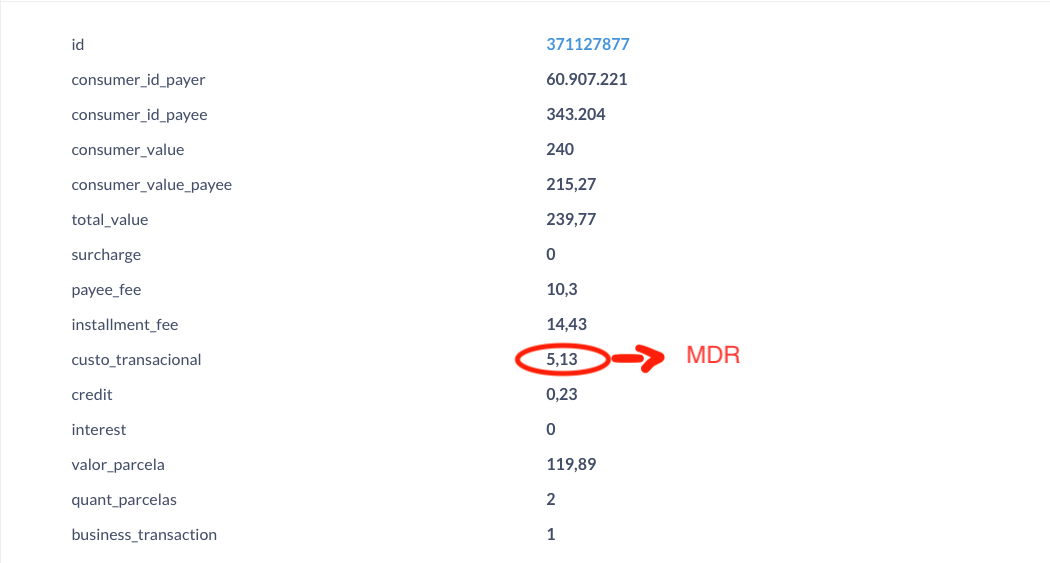 id 371127877
consumer_id_payer 60.907.221
consumer_id_payee 343.204
consumer_value 240
consumer_value_payee 215,27
total_value 239,77
surcharge 0
payee_fee 10,3
installment_fee 14,43
custo_transacional 5,13 MDR
credit 0,23
interest 0
valor_parcela 119,89
quant_parcelas 2
business_transaction 1